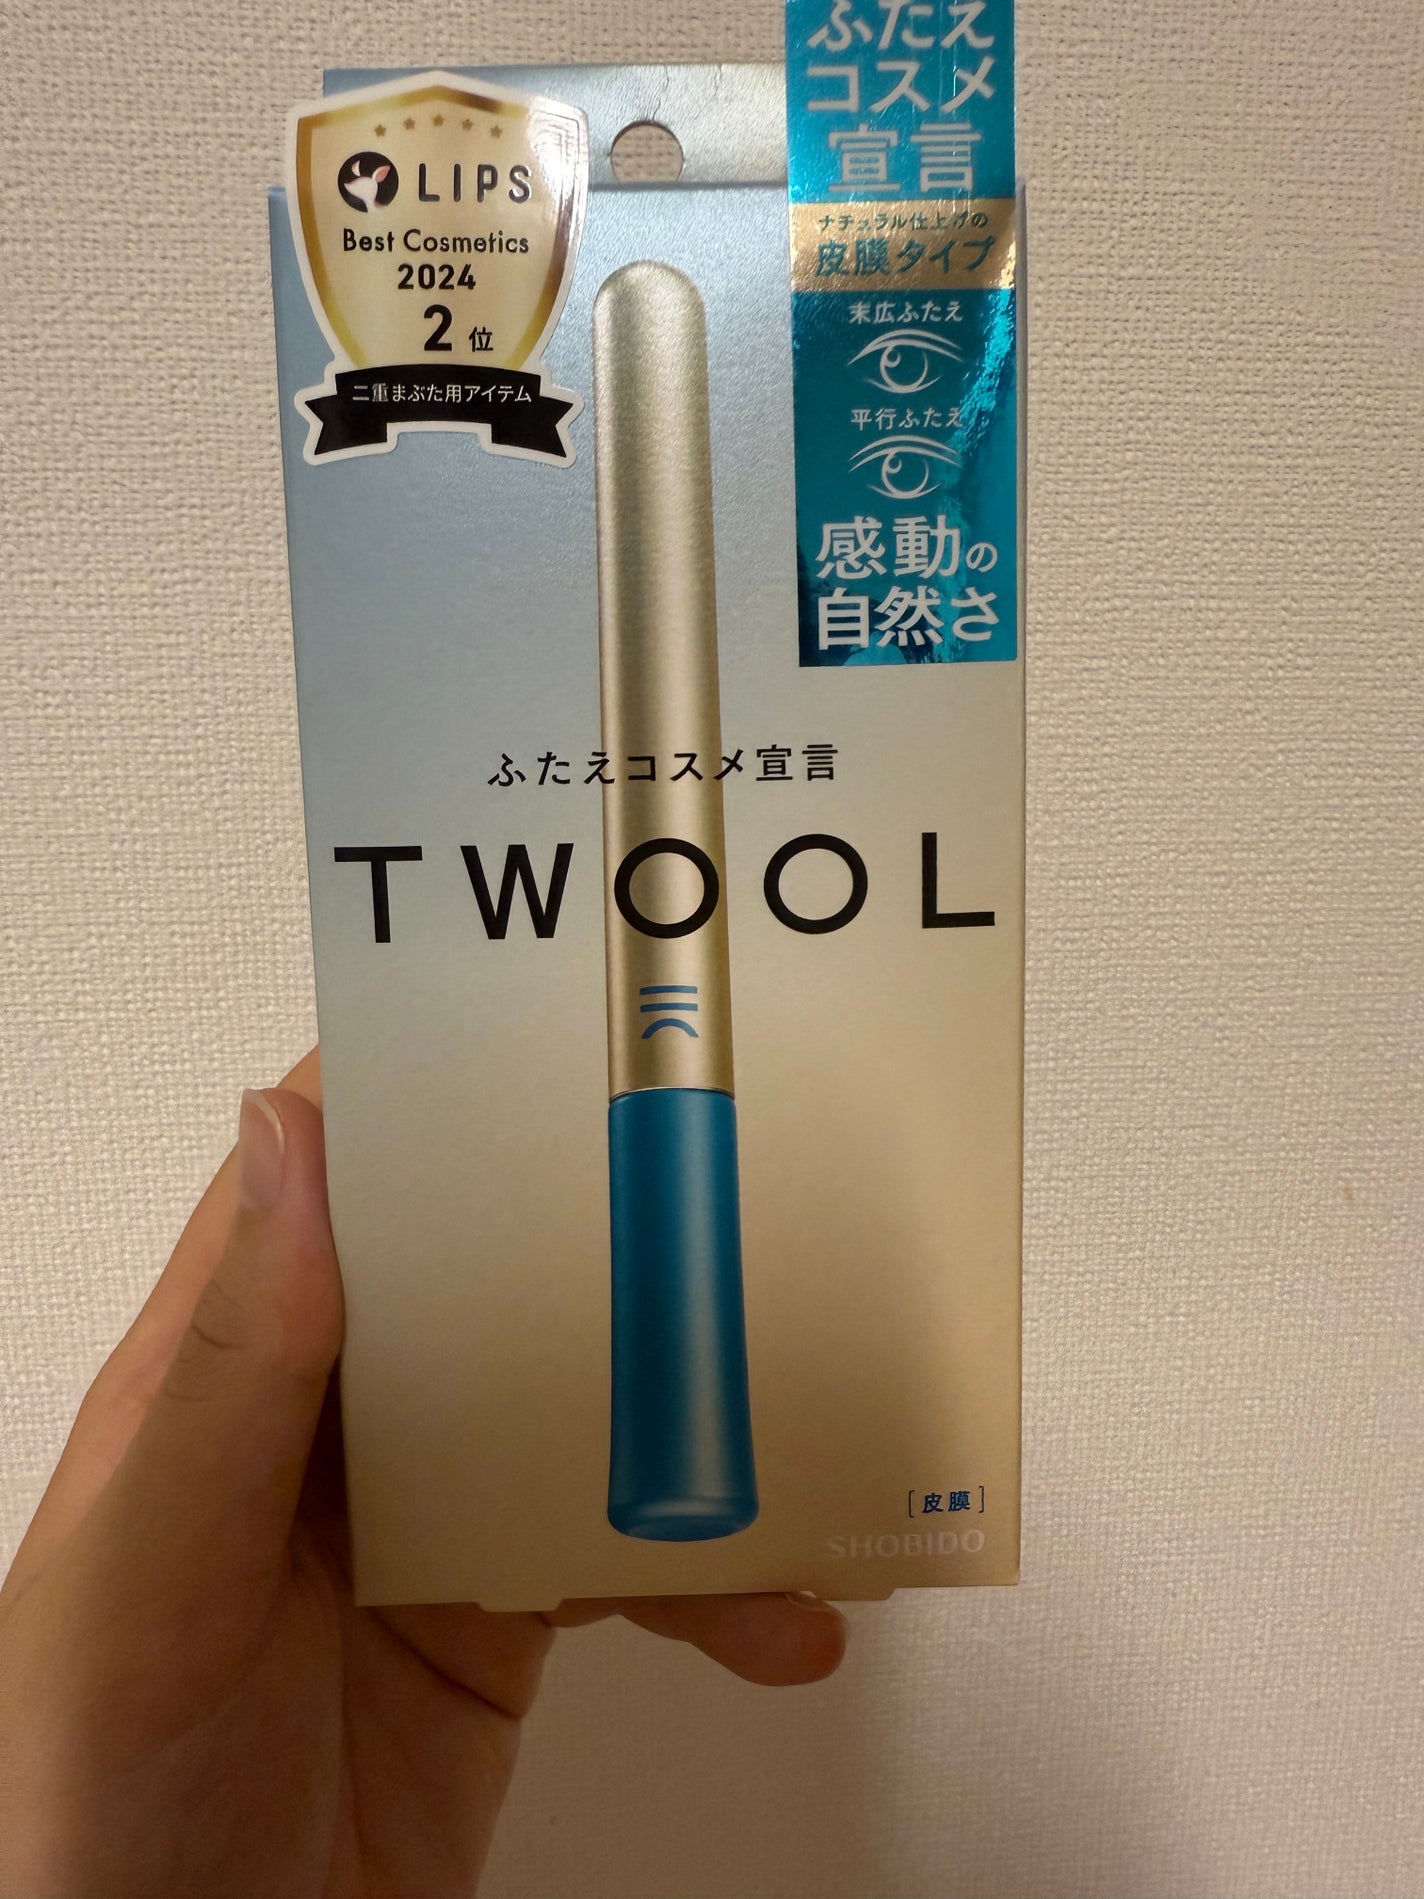 LIPS
Best Cosmetics
2024
2位
二重まぶた用アイテム
ふたえ
コスメ
宣言
ナチュラル仕上げの
皮膜タイプ
末広ふたえ
平行ふたえ
感動の
自然さ
ふたえコスメ宣言
TWOOL
[皮膜]
SHOBIDO